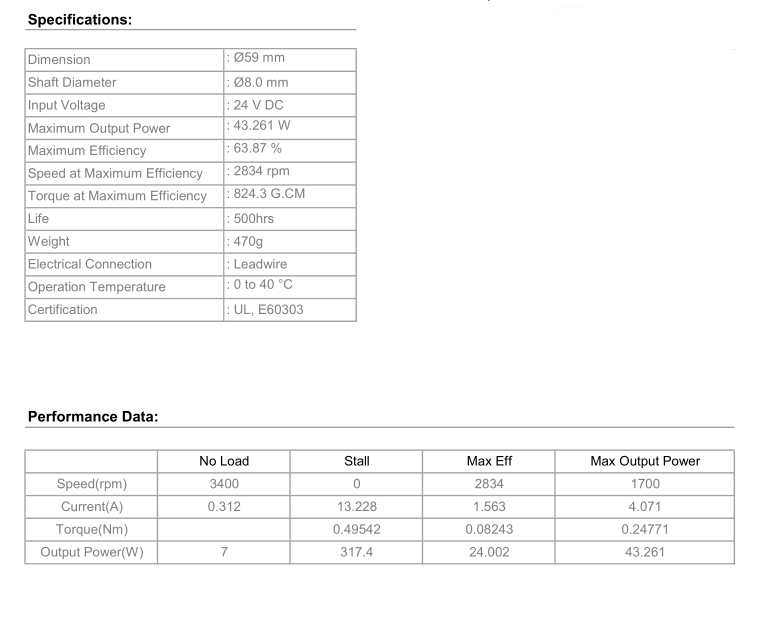 Specifications:
Dimension : Ø59 mm
Shaft Diameter : Ø8.0 mm
Input Voltage : 24 V DC
Maximum Output Power : 43.261 W
Maximum Efficiency : 63.87 %
Speed at Maximum Efficiency : 2834 rpm
Torque at Maximum Efficiency : 824.3 G.CM
Life : 500hrs
Weight : 470g
Electrical Connection : Leadwire
Operation Temperature : 0 to 40 °C
Certification : UL, E60303
Performance Data:
No Load Stall Max Eff Max Output Power
Speed(rpm) 3400 0 2834 1700
Current(A) 0.312 13.228 1.563 4.071
Torque(Nm) 0.49542 0.08243 0.24771
Output Power(W) 7 317.4 24.002 43.261